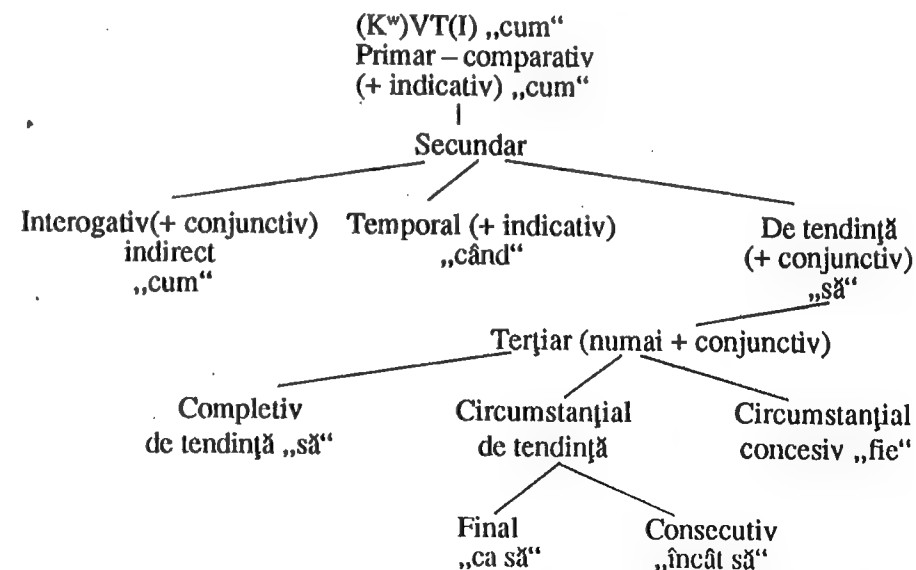 (Kʷ)VT(I) „cum“
Primar – comparativ
(+ indicativ) „cum“
Secundar
Interogativ(+ conjunctiv)
indirect
„cum“
Temporal (+ indicativ)
„când“
De tendinţă
(+ conjunctiv)
„să“
Terţiar (numai + conjunctiv)
Completiv
de tendinţă „să“
Circumstanţial
de tendinţă
Circumstanţial
concesiv „fie“
Final
„ca să“
Consecutiv
„încât să“